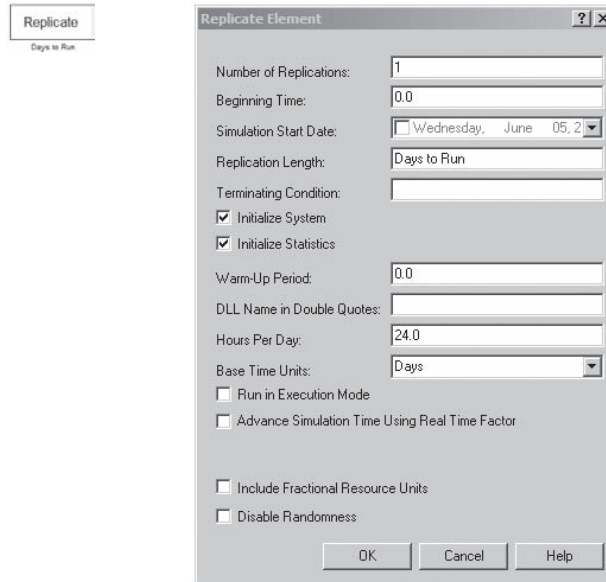 Replicate
Days to Run
Replicate Element
Number of Replications: 1
Beginning Time: 0.0
Simulation Start Date: Wednesday, June 05, 2
Replication Length: Days to Run
Terminating Condition:
Initialize System
Initialize Statistics
Warm-Up Period: 0.0
DLL Name in Double Quotes:
Hours Per Day: 24.0
Base Time Units: Days
Run in Execution Mode
Advance Simulation Time Using Real Time Factor
Include Fractional Resource Units
Disable Randomness
OK Cancel Help